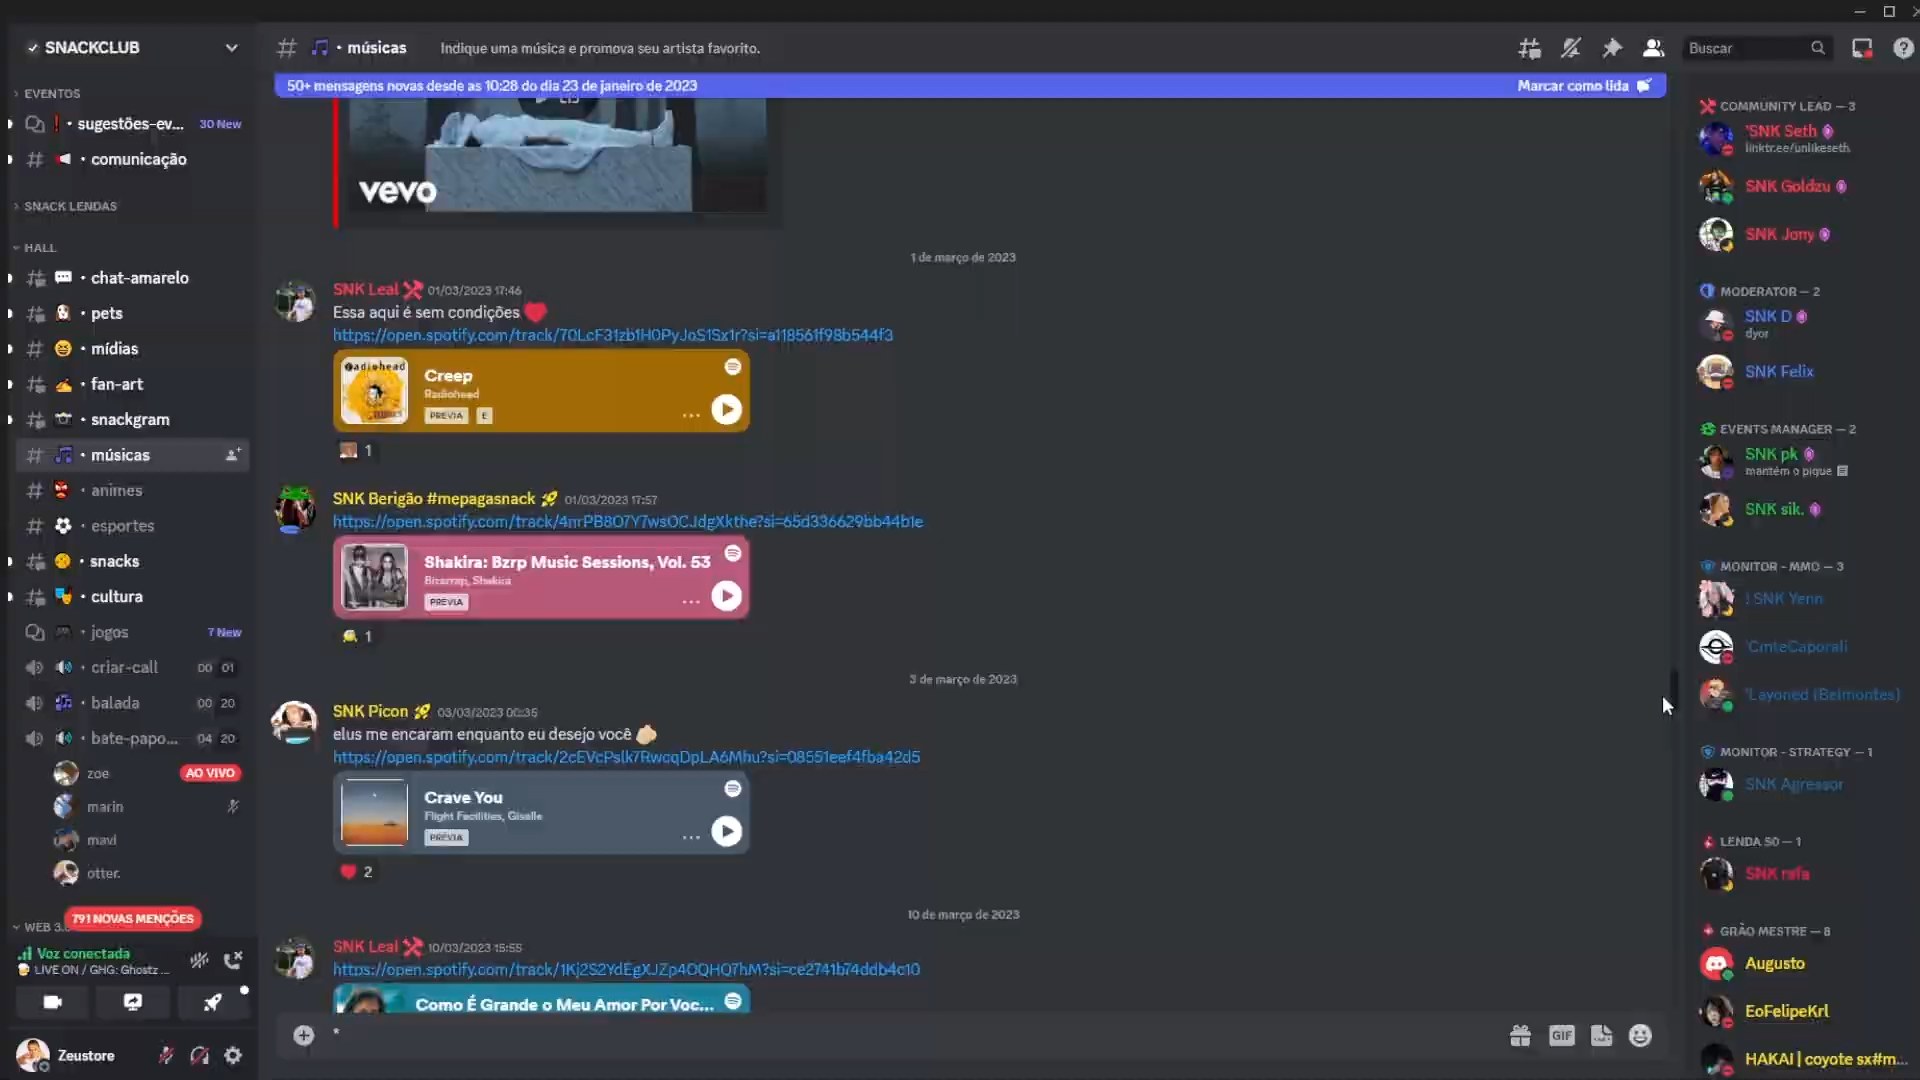 SNACKCLUB
EVENTOS
• sugestões-ev... 30 New
• comunicação
SNACK LENDAS
HALL
• chat-amarelo
• pets
• mídias
• fan-art
• snackgram
• músicas
• animes
• esportes
• snacks
• cultura
• jogos 7 New
• criar-call 00 01
• balada 00 20
• bate-papo... 04 20
zoe AO VIVO
marin
mavi
otter.
791 NOVAS MENÇÕES
WEB 3.
Voz conectada
LIVE ON / GHG: Ghostz ...
Zeustore
• músicas Indique uma música e promova seu artista favorito.
Buscar
50+ mensagens novas desde as 10:28 do dia 23 de janeiro de 2023 Marcar como lida
vevo
1 de março de 2023
SNK Leal 01/03/2023 17:46
Essa aqui é sem condições
https://open.spotify.com/track/70LcF31zb1H0PyJoS1Sx1r?si=a118561f98b544f3
Radiohead
Creep
Radiohead
PRÉVIA E
1
SNK Berigão #mepagasnack 01/03/2023 17:57
https://open.spotify.com/track/4nrPB8O7Y7wsOCJdgXkthe?si=65d336629bb44b1e
Shakira: Bzrp Music Sessions, Vol. 53
Bizarrap, Shakira
PRÉVIA
1
3 de março de 2023
SNK Picon 03/03/2023 00:35
elus me encaram enquanto eu desejo você
https://open.spotify.com/track/2cEVcPslk7RwcqDpLA6Mhu?si=08551eef4fba42d5
Crave You
Flight Facilities, Giselle
PRÉVIA
2
10 de março de 2023
SNK Leal 10/03/2023 15:55
https://open.spotify.com/track/1Kj2S2YdEgXJZp4OQHQ7hM?si=ce2741b74ddb4c10
Como É Grande o Meu Amor Por Voc...
*
GIF
COMMUNITY LEAD — 3
'SNK Seth
linktr.ee/unlikeseth
SNK Goldzu
SNK Jony
MODERATOR — 2
SNK D
dyor
SNK Felix
EVENTS MANAGER — 2
SNK pk
mantém o pique
SNK sik.
MONITOR - MMO — 3
! SNK Yenn
'CmteCaporali
'Layoned (Belmontes)
MONITOR - STRATEGY — 1
SNK Agressor
LENDA 50 — 1
SNK rafa
GRÃO MESTRE — 8
Augusto
EoFelipeKrl
HAKAI | coyote sx#m...